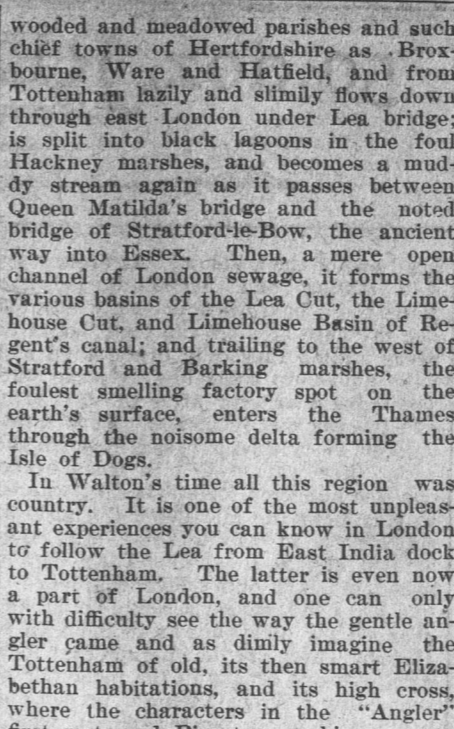 wooded and meadowed parishes and such
chief towns of Hertfordshire as Brox-
bourne, Ware and Hatfield, and from
Tottenham lazily and slimily flows down
through east London under Lea bridge;
is split into black lagoons in the foul
Hackney marshes, and becomes a mud-
dy stream again as it passes between
Queen Matilda's bridge and the noted
bridge of Stratford-le-Bow, the ancient
way into Essex. Then, a mere open
channel of London sewage, it forms the
various basins of the Lea Cut, the Lime-
house Cut, and Limehouse Basin of Re-
gent's canal; and trailing to the west of
Stratford and Barking marshes, the
foulest smelling factory spot on the
earth's surface, enters the Thames
through the noisome delta forming the
Isle of Dogs.
In Walton's time all this region was
country. It is one of the most unpleas-
ant experiences you can know in London
to follow the Lea from East India dock
to Tottenham. The latter is even now
a part of London, and one can only
with difficulty see the way the gentle an-
gler came and as dimly imagine the
Tottenham of old, its then smart Eliza-
bethan habitations, and its high cross,
where the characters in the "Angler"